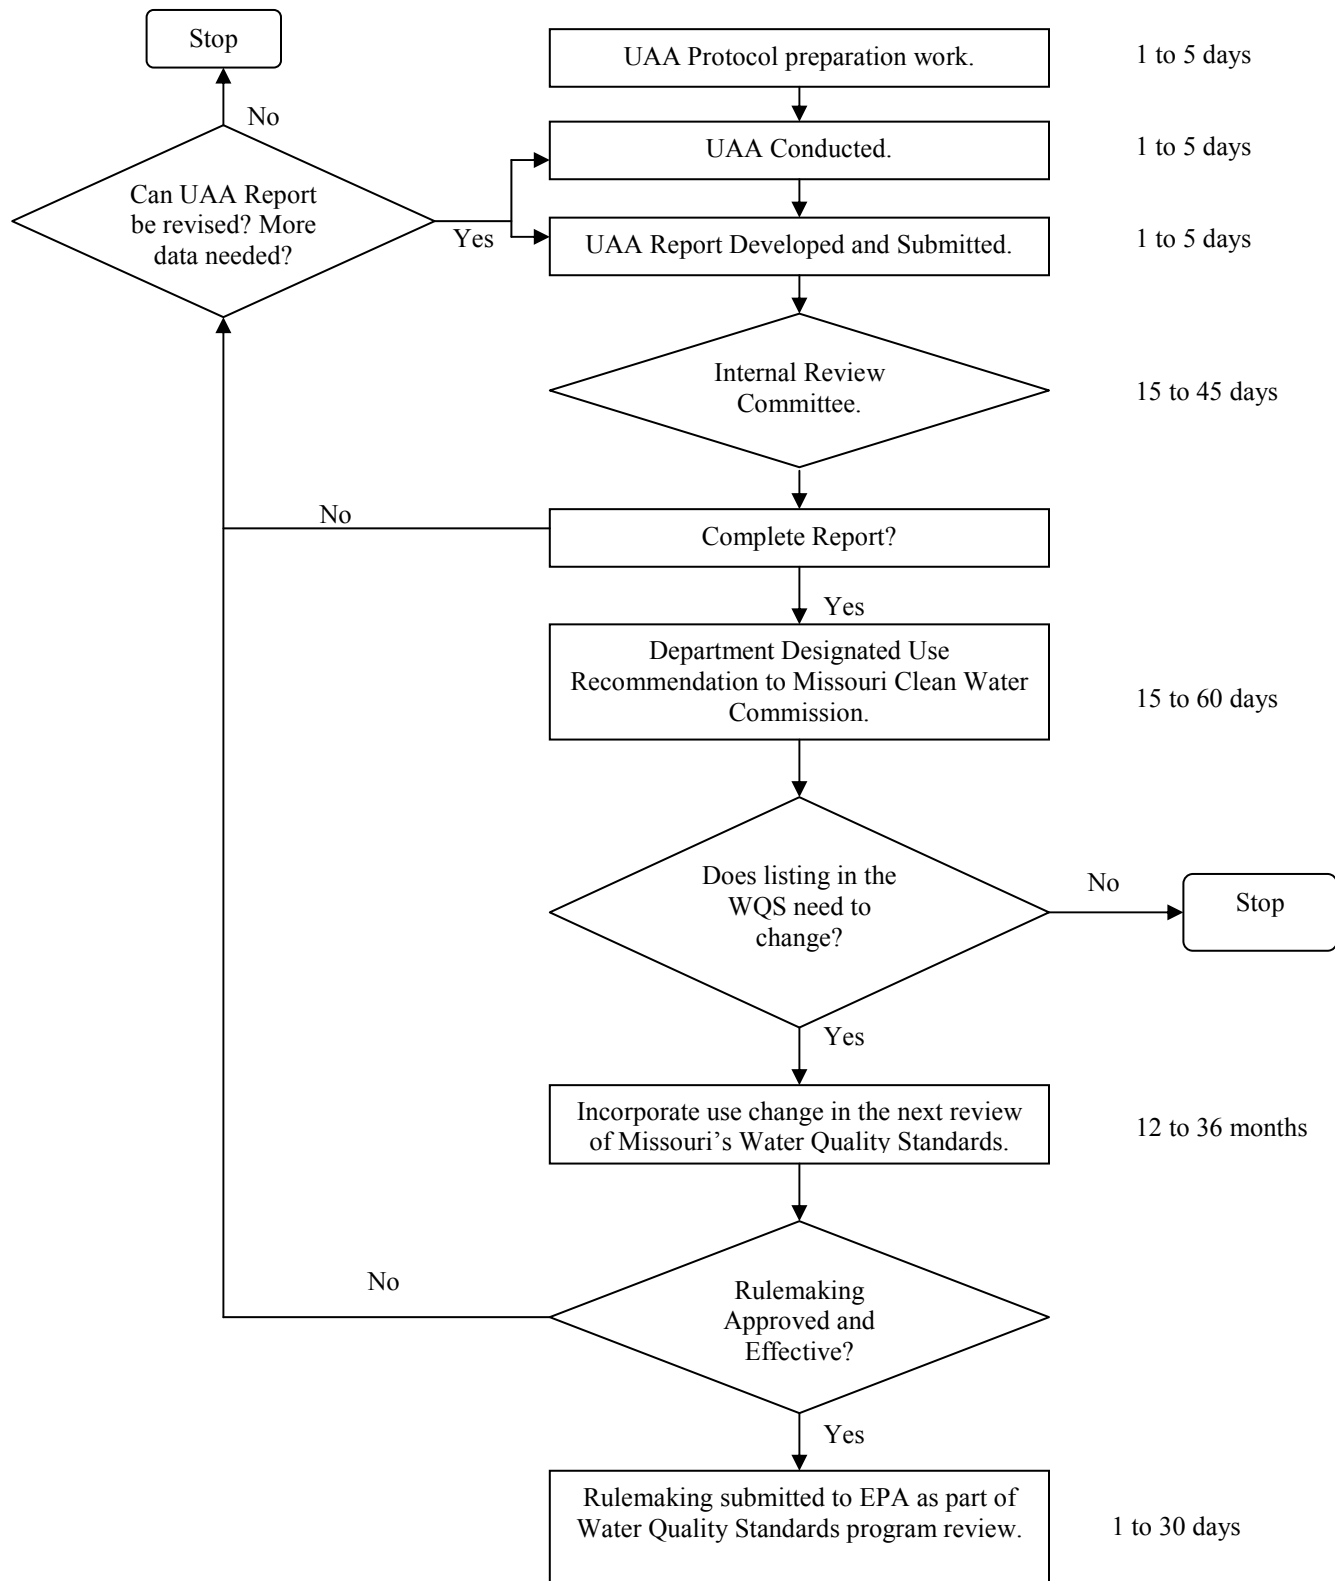 Stop
UAA Protocol preparation work.
1 to 5 days
No
UAA Conducted.
1 to 5 days
Can UAA Report
be revised? More
data needed?
Yes
UAA Report Developed and Submitted.
1 to 5 days
Internal Review
Committee.
15 to 45 days
No
Complete Report?
Yes
Department Designated Use
Recommendation to Missouri Clean Water
Commission.
15 to 60 days
Does listing in the
WQS need to
change?
No
Stop
Yes
Incorporate use change in the next review
of Missouri’s Water Quality Standards.
12 to 36 months
No
Rulemaking
Approved and
Effective?
Yes
Rulemaking submitted to EPA as part of
Water Quality Standards program review.
1 to 30 days